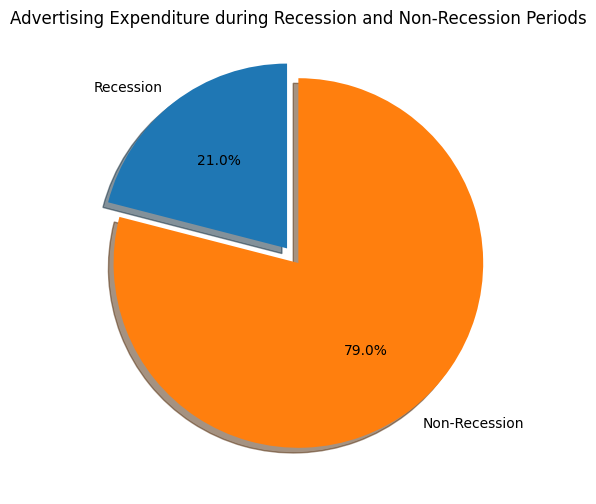 Advertising Expenditure during Recession and Non-Recession Periods
Recession
21.0%
79.0%
Non-Recession